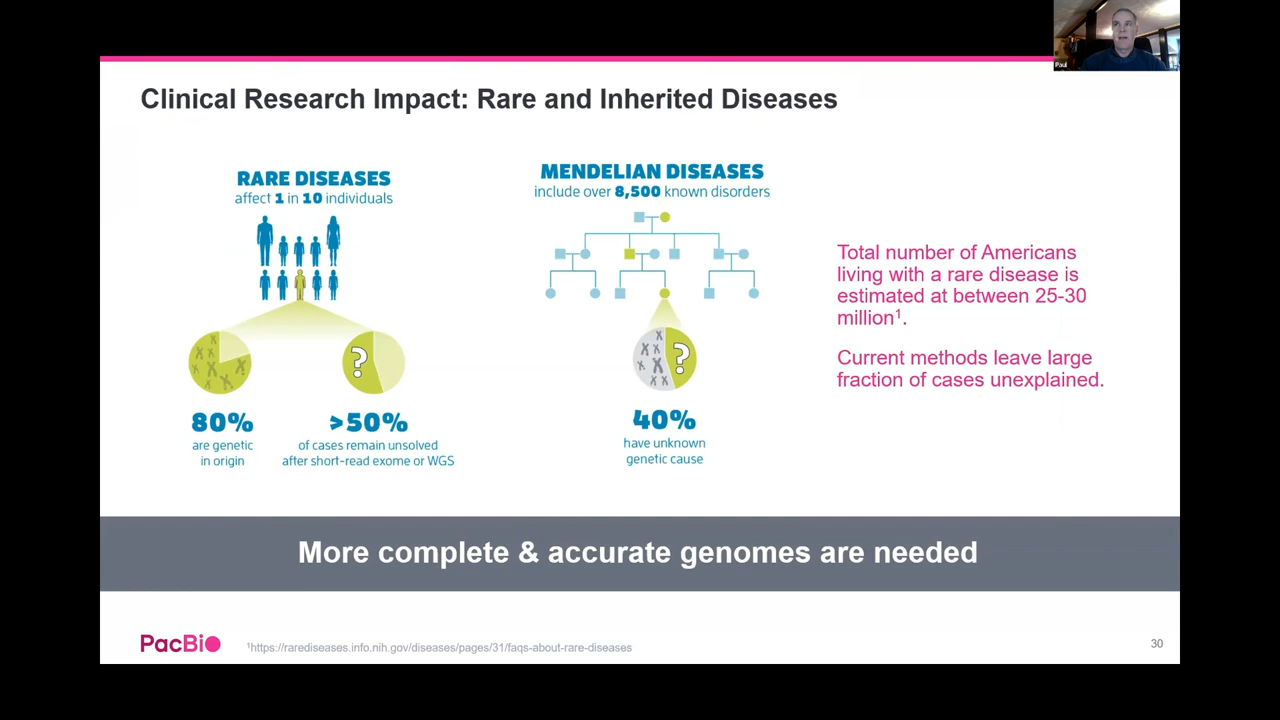 Paul
Clinical Research Impact: Rare and Inherited Diseases
RARE DISEASES
affect 1 in 10 individuals
?
80%
are genetic
in origin
>50%
of cases remain unsolved
after short-read exome or WGS
MENDELIAN DISEASES
include over 8,500 known disorders
?
40%
have unknown
genetic cause
Total number of Americans
living with a rare disease is
estimated at between 25-30
million¹.
Current methods leave large
fraction of cases unexplained.
More complete & accurate genomes are needed
PacBio
¹https://rarediseases.info.nih.gov/diseases/pages/31/faqs-about-rare-diseases
30